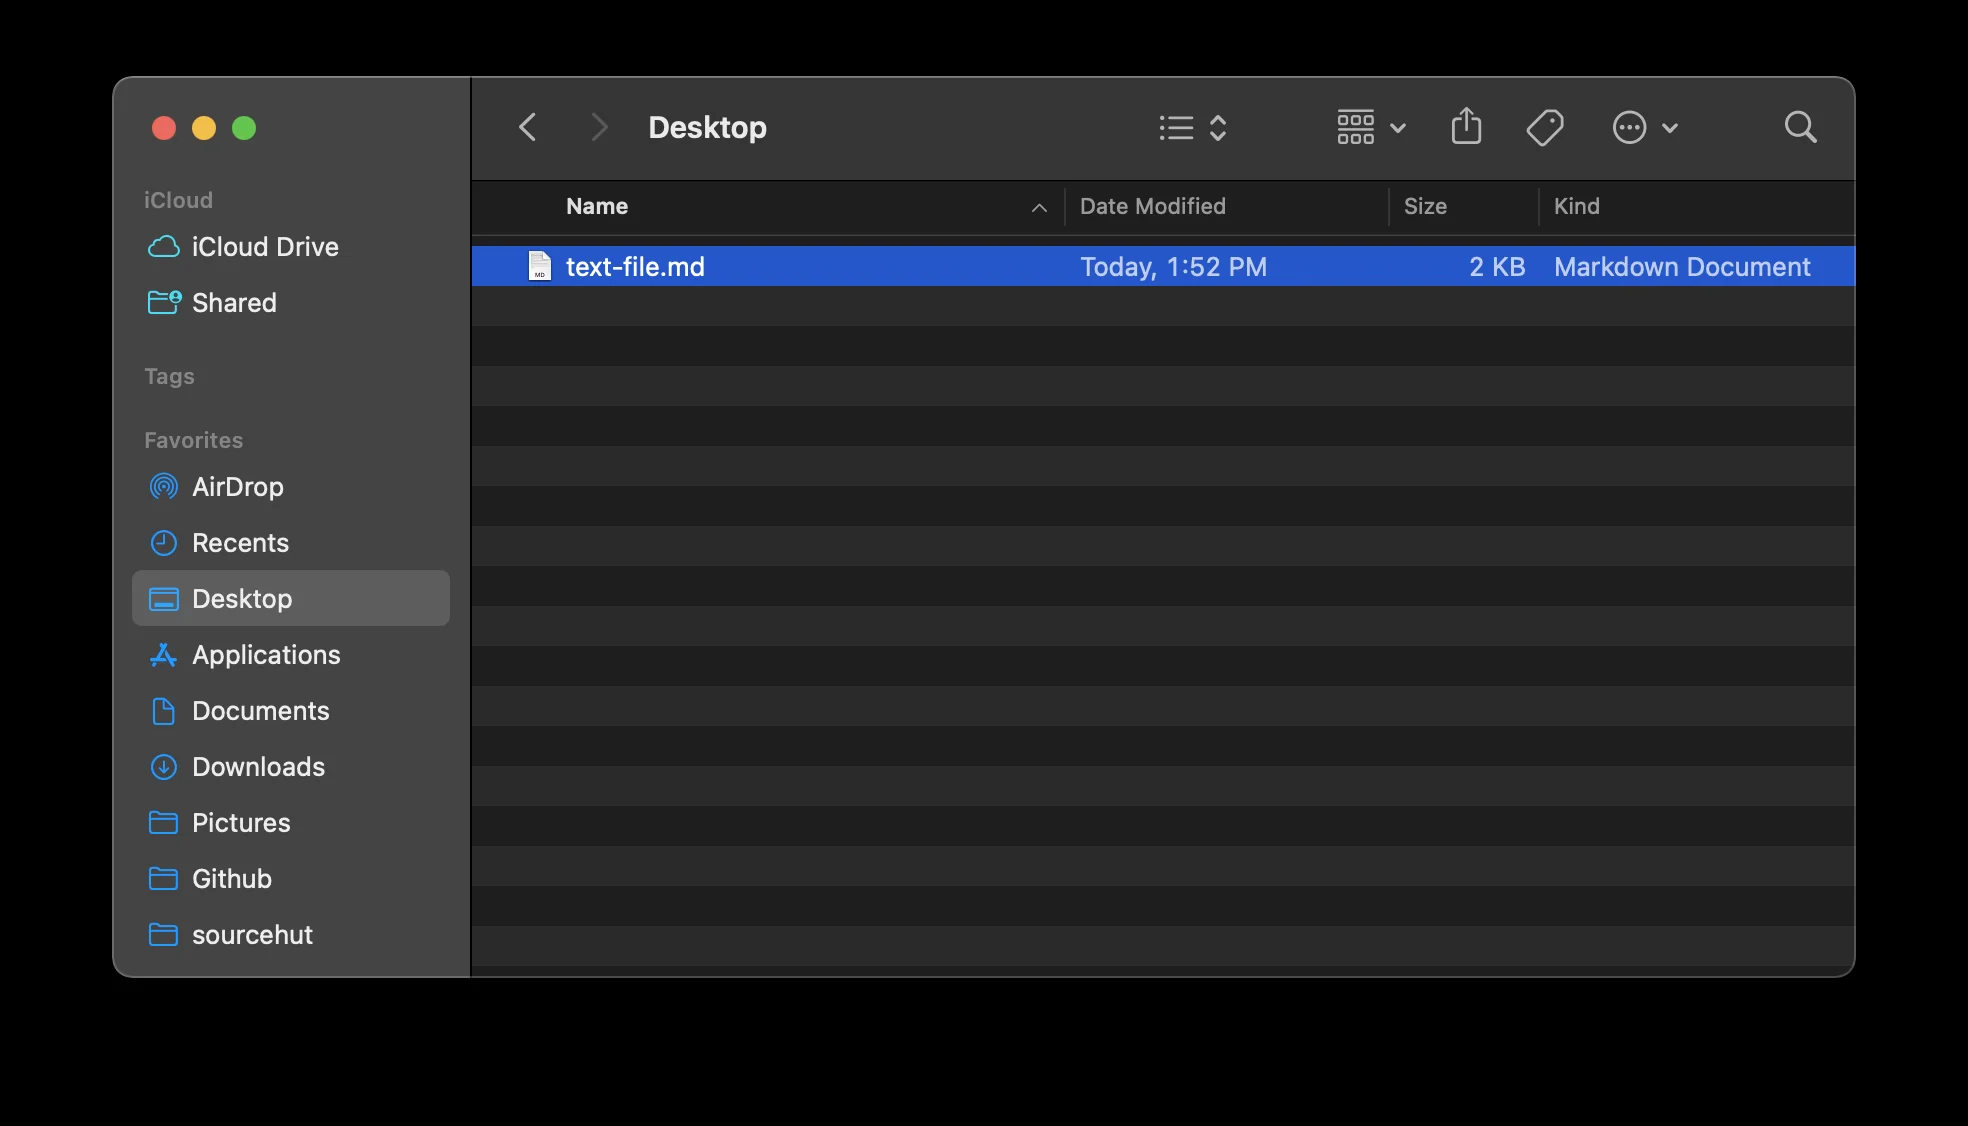 iCloud
iCloud Drive
Shared
Tags
Favorites
AirDrop
Recents
Desktop
Applications
Documents
Downloads
Pictures
Github
sourcehut
Desktop
Name Date Modified Size Kind
MD text-file.md Today, 1:52 PM 2 KB Markdown Document